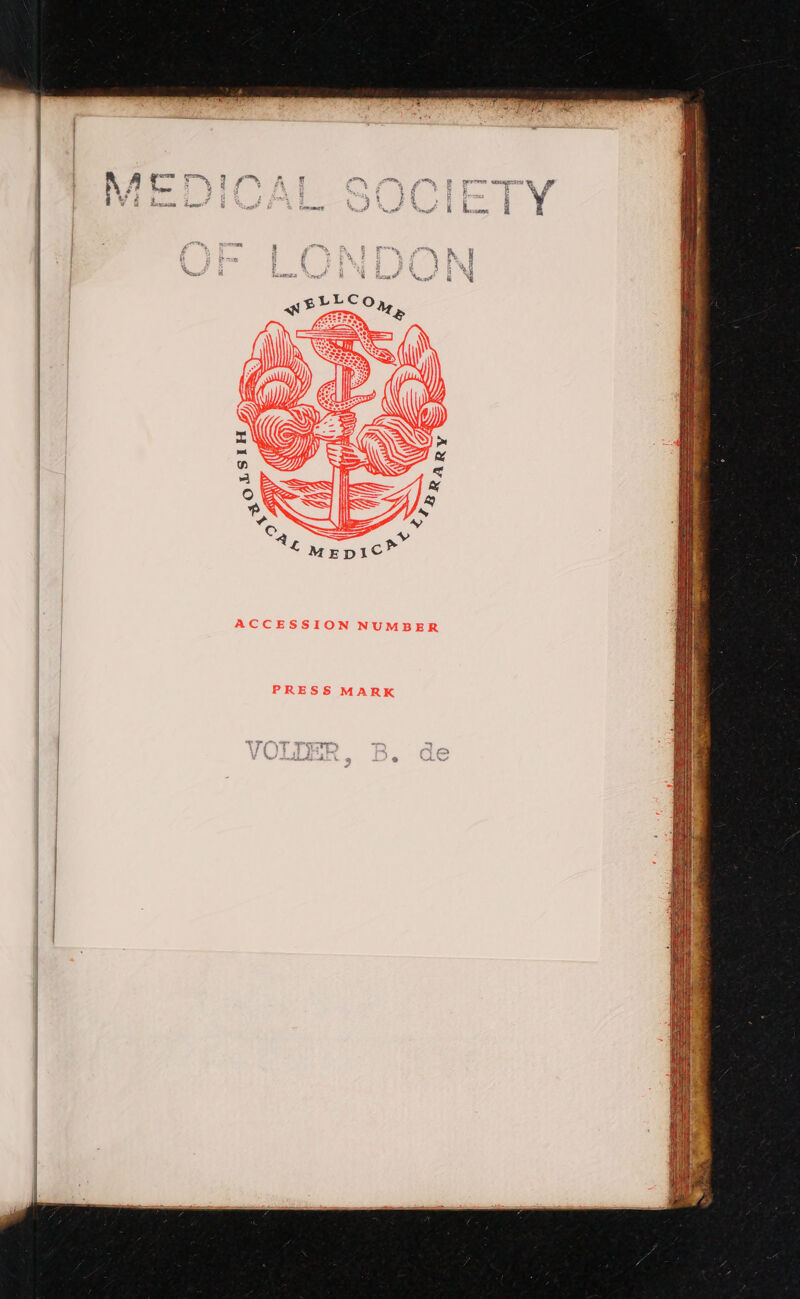 MEDICAL SOCIETY
OF LONDON
WELLCOME
HISTORICAL MEDICAL LIBRARY
ACCESSION NUMBER
PRESS MARK
VOLDER, B. de